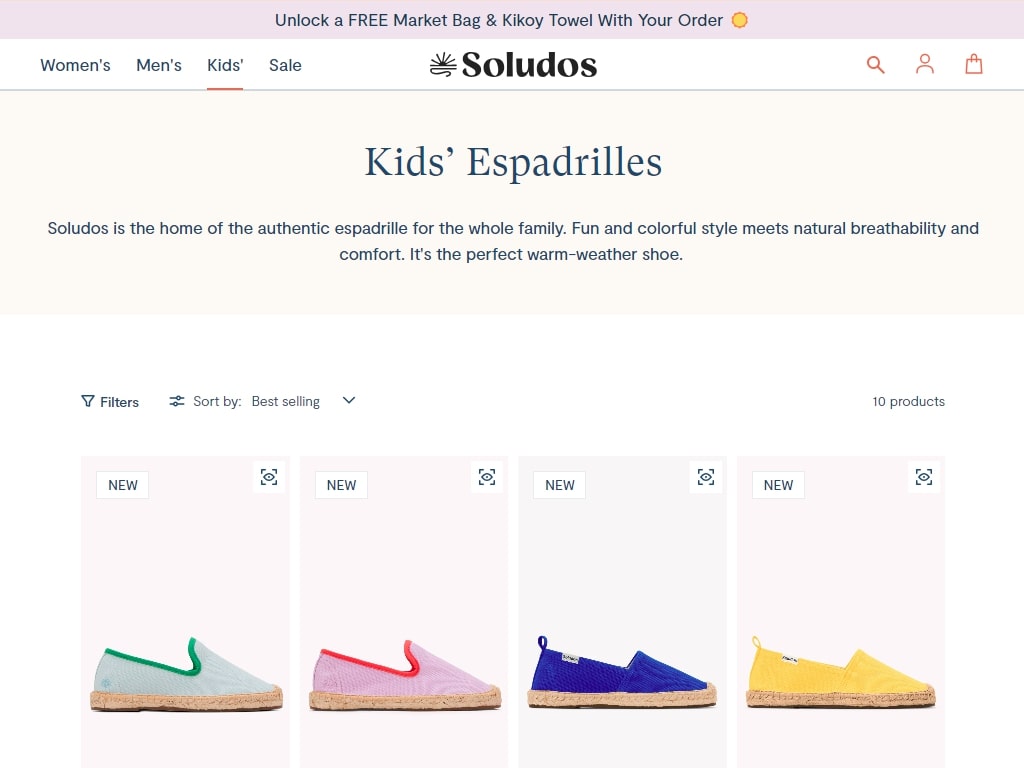 Unlock a FREE Market Bag & Kikoy Towel With Your Order
Women's Men's Kids' Sale Soludos
Kids’ Espadrilles
Soludos is the home of the authentic espadrille for the whole family. Fun and colorful style meets natural breathability and
comfort. It's the perfect warm-weather shoe.
Filters Sort by: Best selling 10 products
NEW NEW NEW NEW